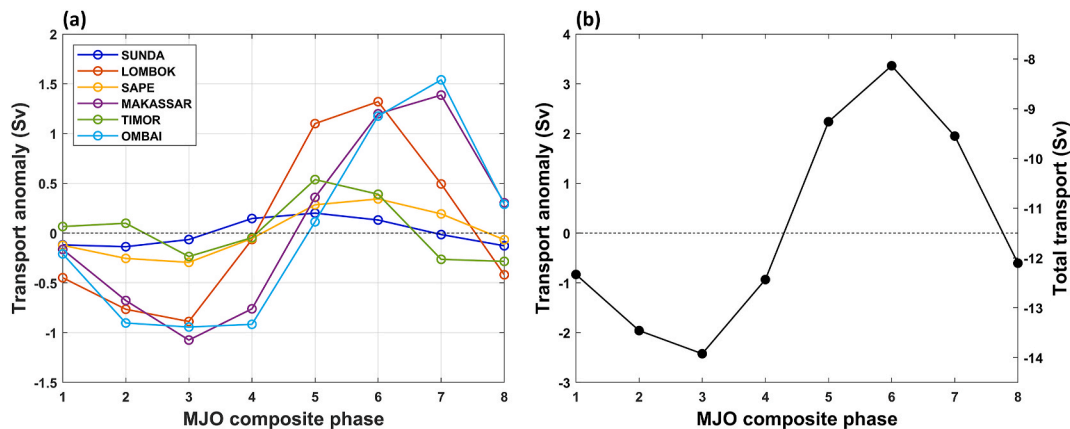 (a)
Transport anomaly (Sv)
2
1.5
1
0.5
0
-0.5
-1
-1.5
SUNDA
LOMBOK
SAPE
MAKASSAR
TIMOR
OMBAI
1 2 3 4 5 6 7 8
MJO composite phase
(b)
Transport anomaly (Sv)
4
3
2
1
0
-1
-2
-3
-8
-9
-10
-11
-12
-13
-14
Total transport (Sv)
1 2 3 4 5 6 7 8
MJO composite phase